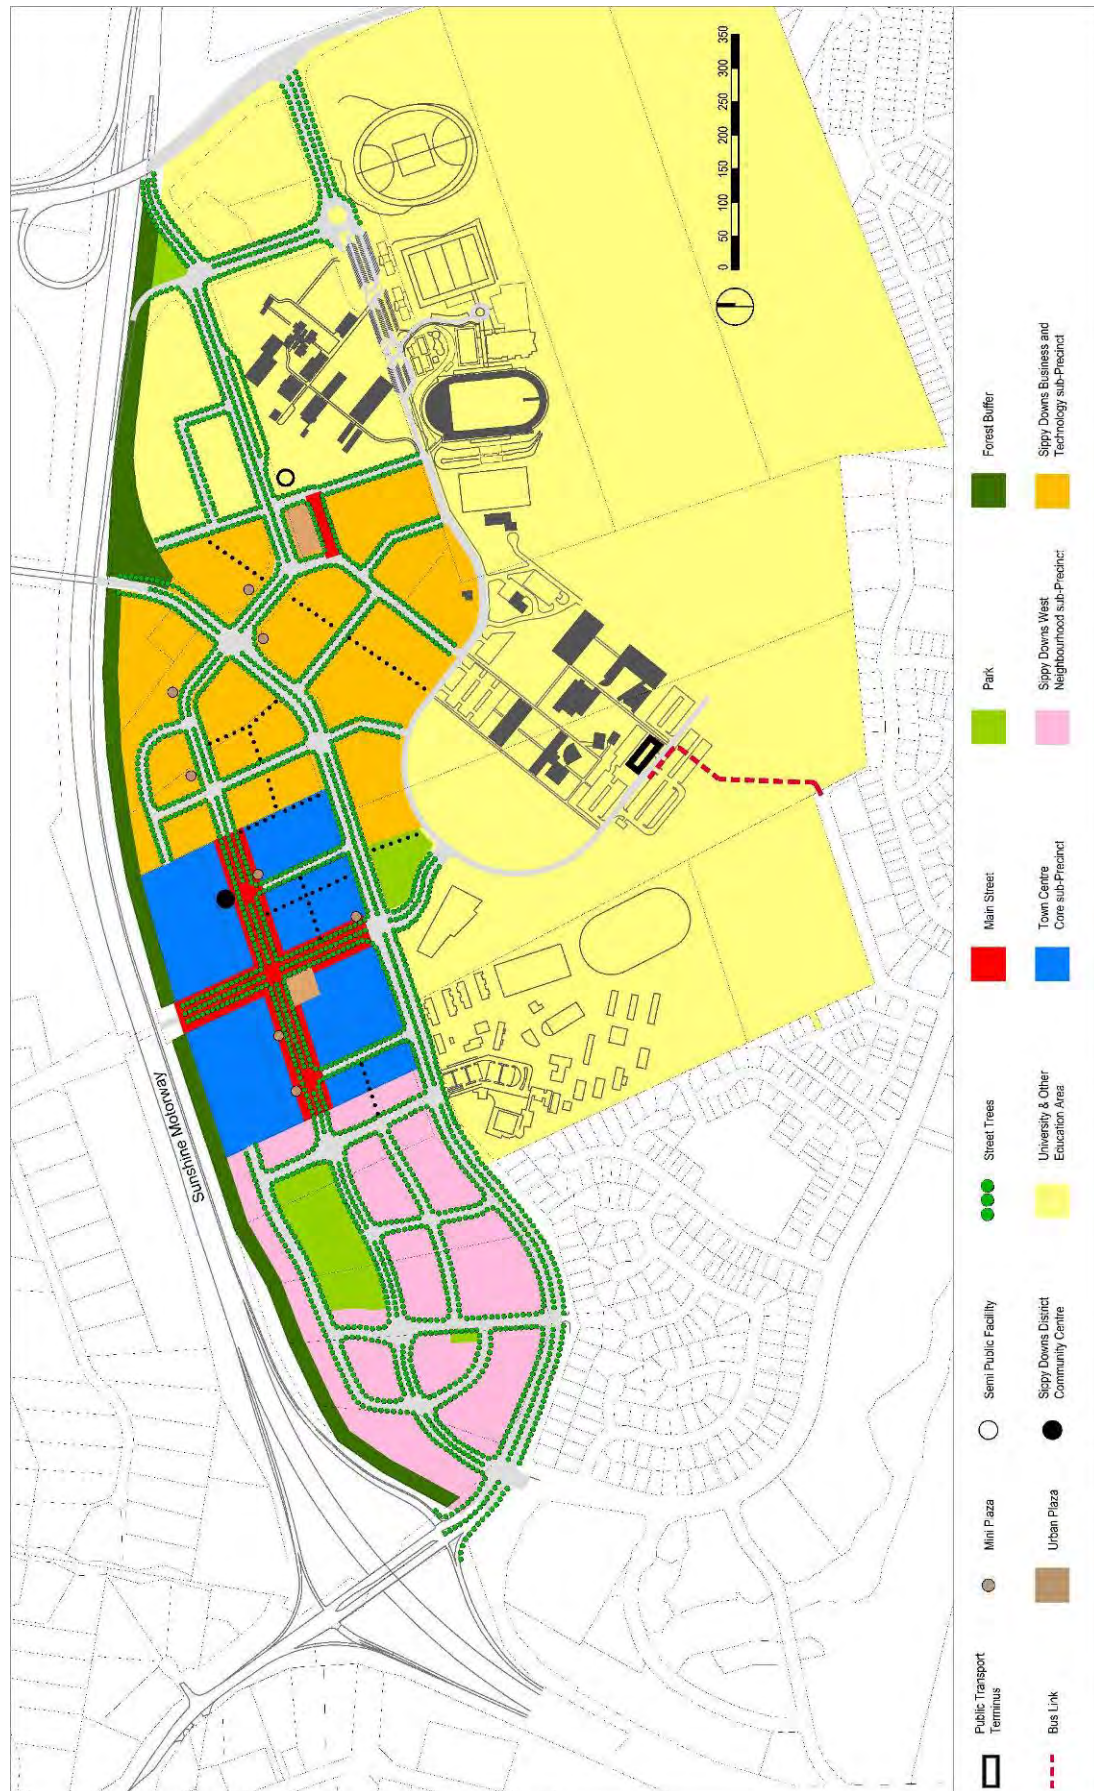 Sunshine Motorway
0 50 100 150 200 250 300 350
Public Transport
Terminus
Mini Plaza
Semi Public Facility
Street Trees
Main Street
Park
Forest Buffer
Bus Link
Urban Plaza
Sippy Downs District
Community Centre
University & Other
Education Area
Town Centre
Core sub-Precinct
Sippy Downs West
Neighbourhood sub-Precinct
Sippy Downs Business and
Technology sub-Precinct